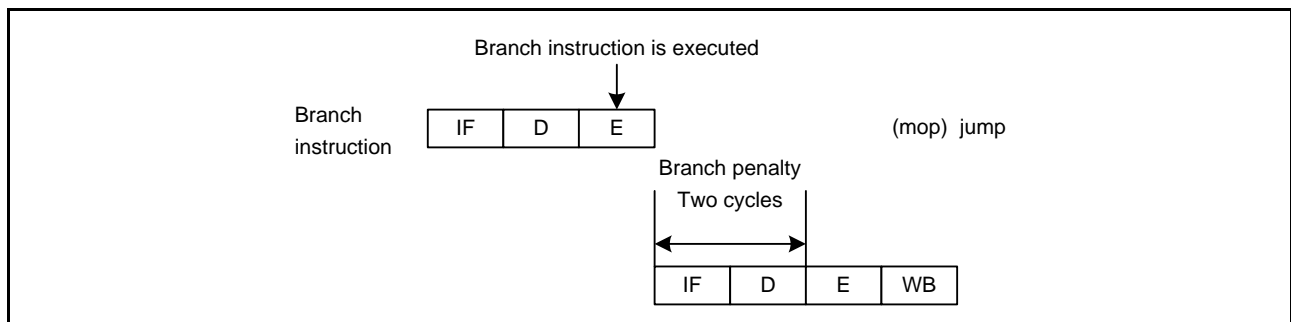 Branch instruction is executed
Branch
instruction
IF D E
(mop) jump
Branch penalty
Two cycles
IF D E WB